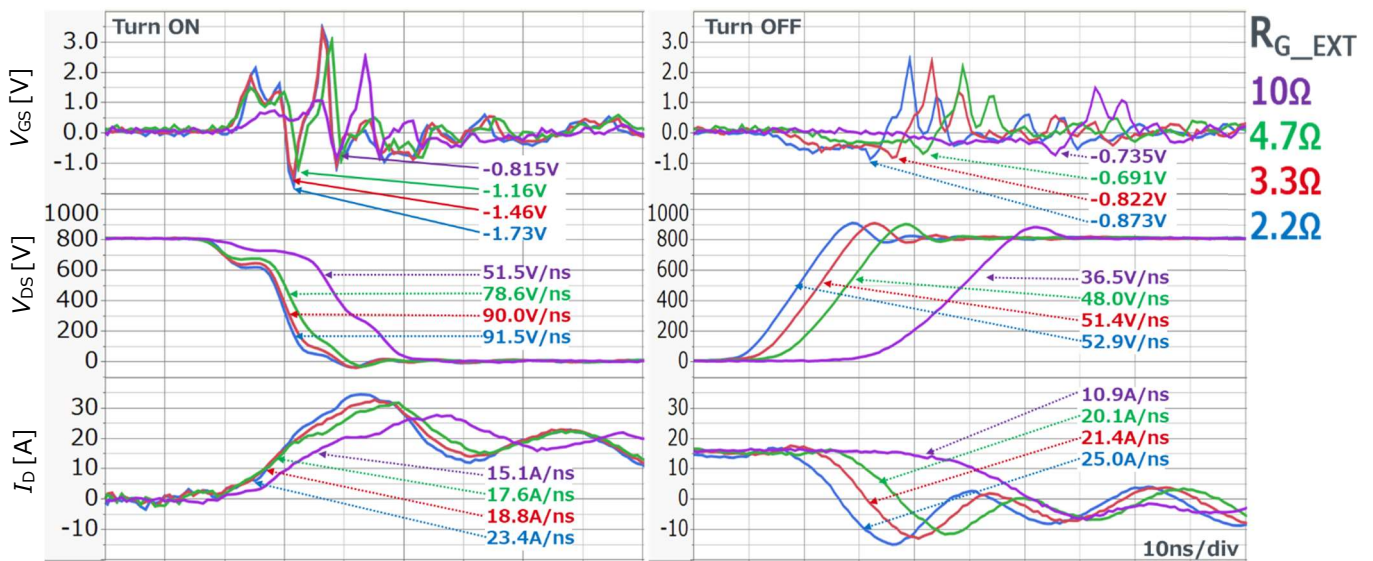 Turn ON
V_GS [V]
3.0
2.0
1.0
0.0
-1.0
-0.815V
-1.16V
-1.46V
-1.73V
V_DS [V]
1000
800
600
400
200
0
51.5V/ns
78.6V/ns
90.0V/ns
91.5V/ns
I_D [A]
30
20
10
0
-10
15.1A/ns
17.6A/ns
18.8A/ns
23.4A/ns
Turn OFF
3.0
2.0
1.0
0.0
-1.0
-0.735V
-0.691V
-0.822V
-0.873V
1000
800
600
400
200
0
36.5V/ns
48.0V/ns
51.4V/ns
52.9V/ns
30
20
10
0
-10
10.9A/ns
20.1A/ns
21.4A/ns
25.0A/ns
10ns/div
R_G_EXT
10Ω
4.7Ω
3.3Ω
2.2Ω